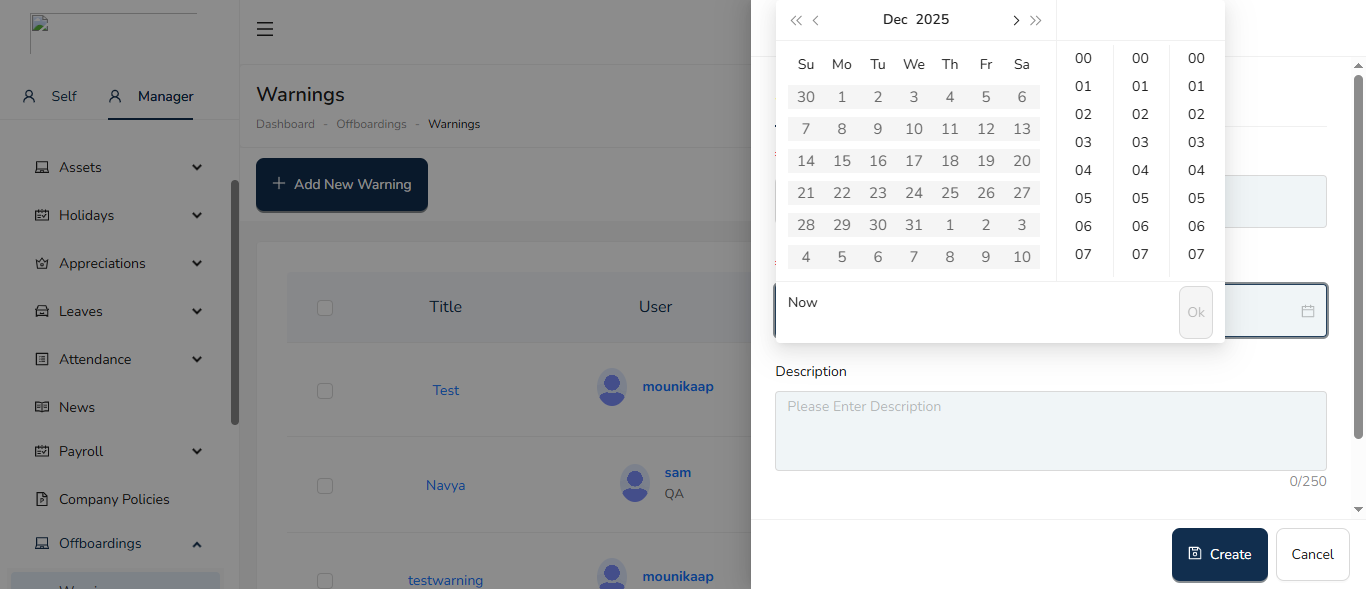 Self
Manager
Assets
Holidays
Appreciations
Leaves
Attendance
News
Payroll
Company Policies
Offboardings
Warnings
Dashboard - Offboardings - Warnings
Add New Warning
Title User
Test mounikaap
Navya sam
QA
testwarning mounikaap
Dec 2025
Su Mo Tu We Th Fr Sa
30 1 2 3 4 5 6
7 8 9 10 11 12 13
14 15 16 17 18 19 20
21 22 23 24 25 26 27
28 29 30 31 1 2 3
4 5 6 7 8 9 10
00 00 00
01 01 01
02 02 02
03 03 03
04 04 04
05 05 05
06 06 06
07 07 07
Now Ok
Description
Please Enter Description
0/250
Create Cancel